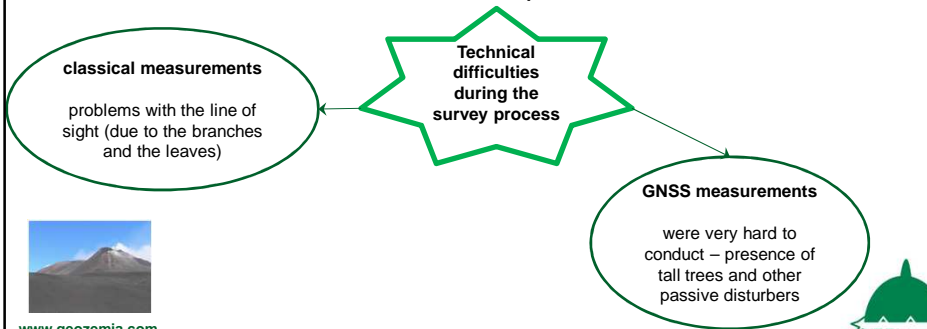 Technical
difficulties
during the
survey process
classical measurements
problems with the line of
sight (due to the branches
and the leaves)
GNSS measurements
were very hard to
conduct – presence of
tall trees and other
passive disturbers
www.geozemia.com